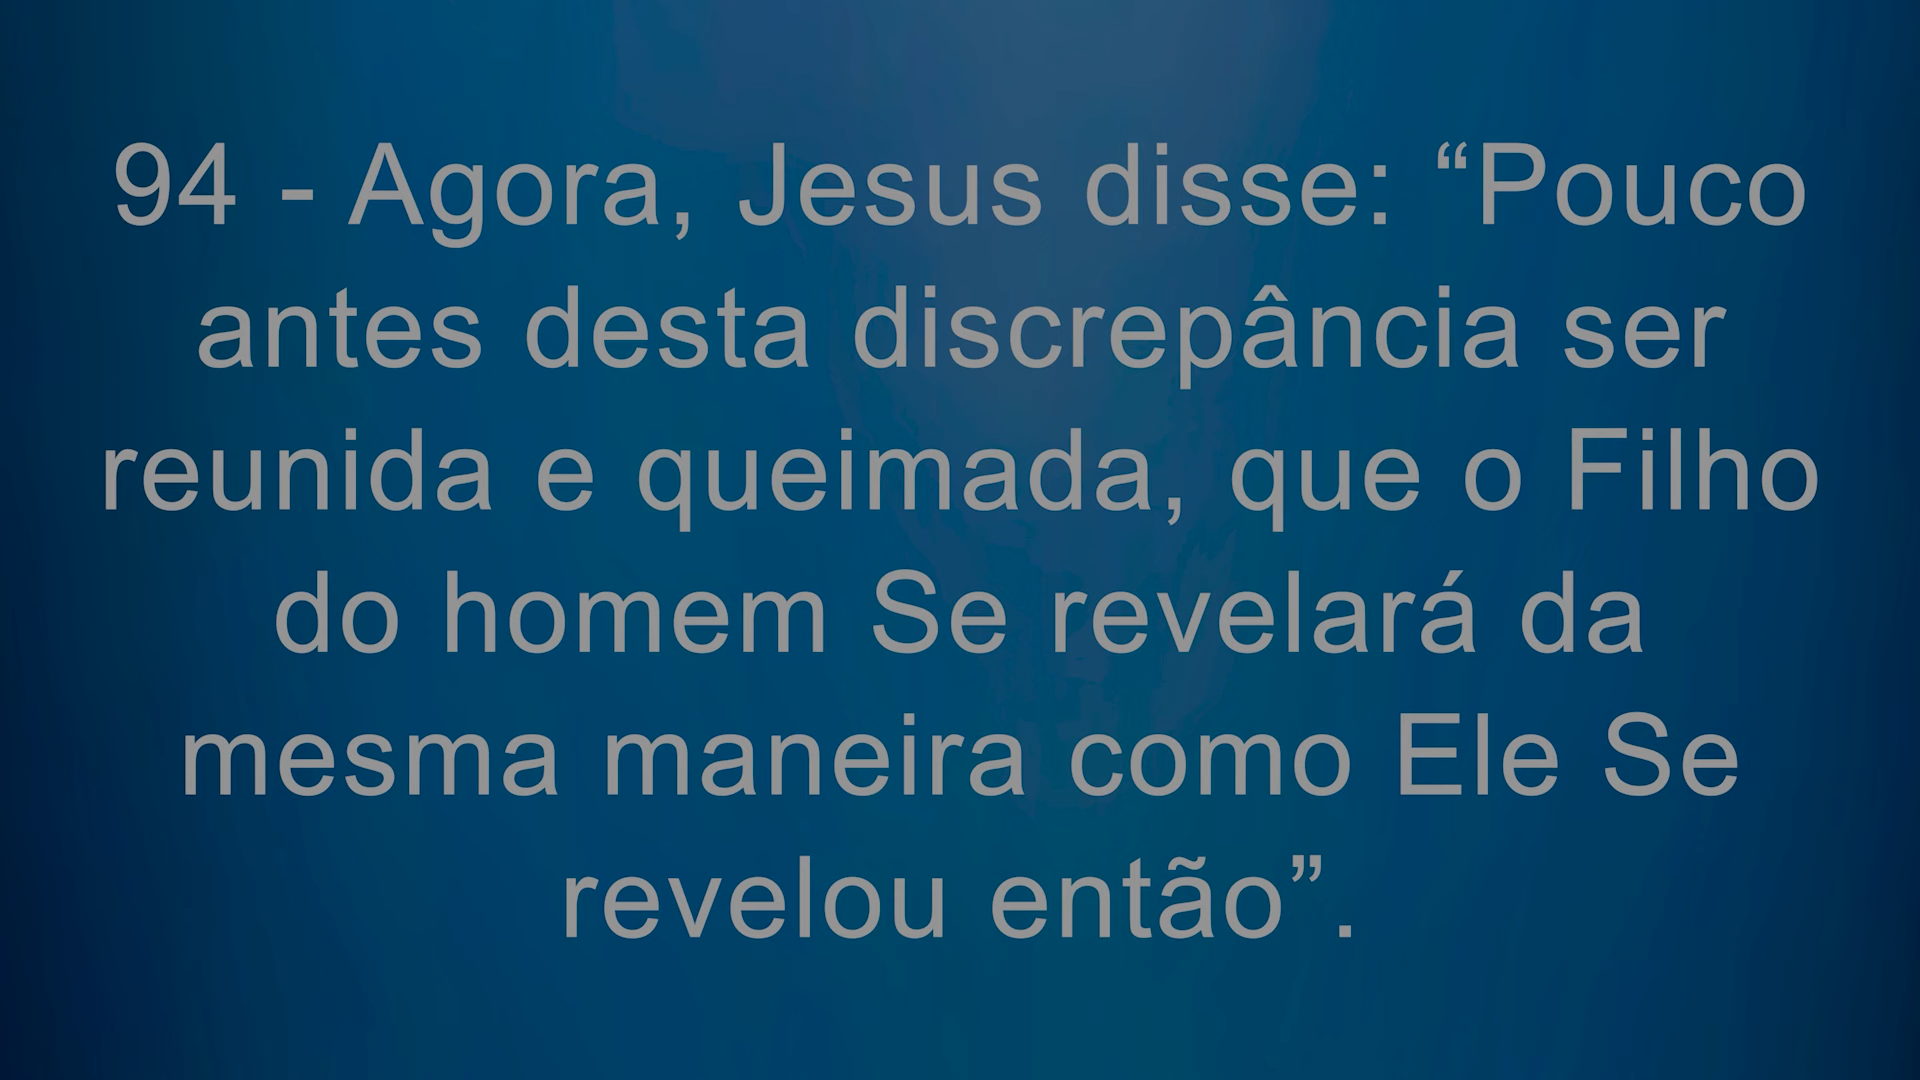 94 - Agora, Jesus disse: “Pouco
antes desta discrepância ser
reunida e queimada, que o Filho
do homem Se revelará da
mesma maneira como Ele Se
revelou então”.